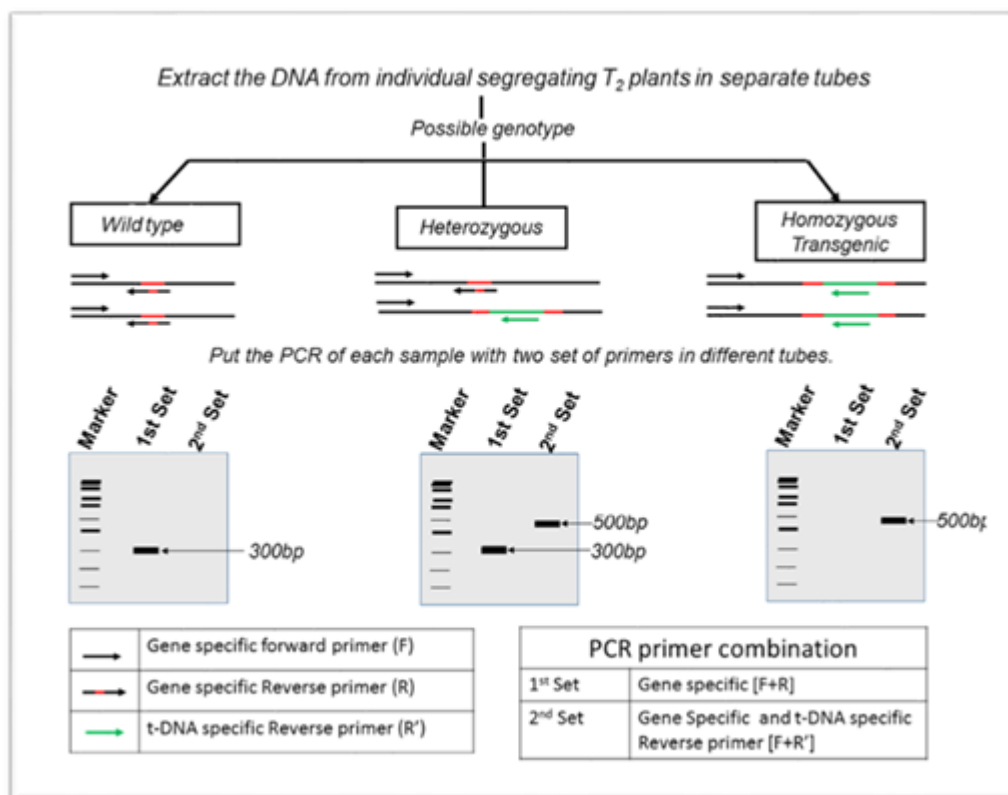 Extract the DNA from individual segregating T₂ plants in separate tubes
Possible genotype
Wild type
Heterozygous
Homozygous
Transgenic
Put the PCR of each sample with two set of primers in different tubes.
Marker
1st Set
2nd Set
300bp
Marker
1st Set
2nd Set
500bp
300bp
Marker
1st Set
2nd Set
500bp
Gene specific forward primer (F)
Gene specific Reverse primer (R)
t-DNA specific Reverse primer (R')
PCR primer combination
1st Set Gene specific [F+R]
2nd Set Gene Specific and t-DNA specific
Reverse primer [F+R']